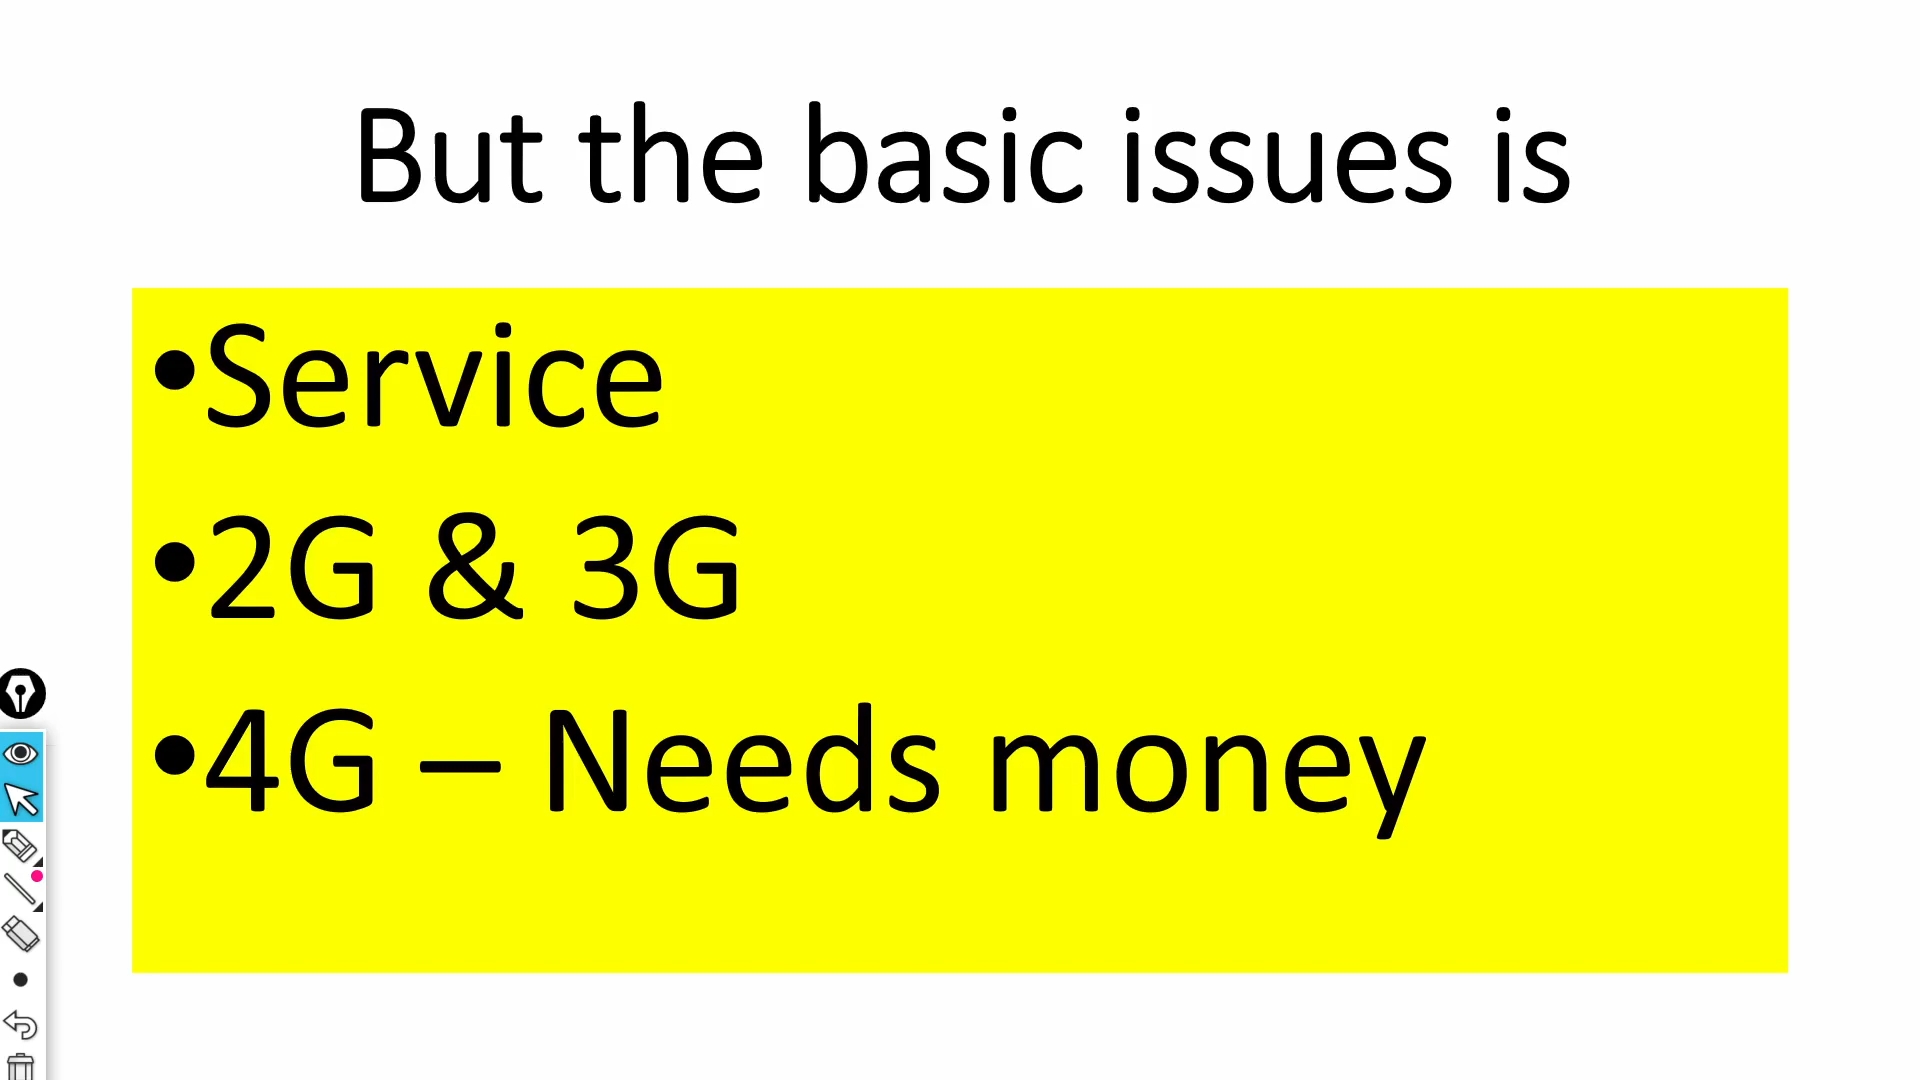 But the basic issues is
•Service
•2G & 3G
•4G – Needs money